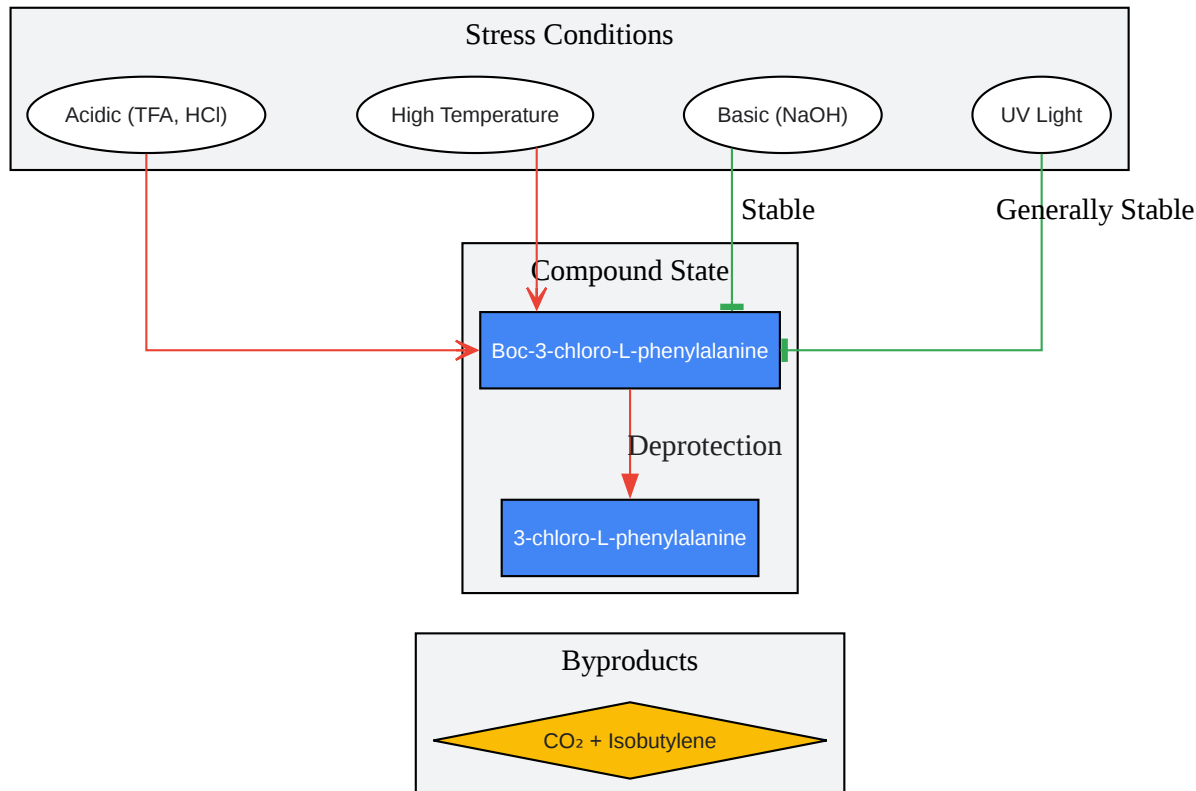 Stress Conditions
Acidic (TFA, HCl)
High Temperature
Basic (NaOH)
UV Light
Stable
Generally Stable
Compound State
Boc-3-chloro-L-phenylalanine
Deprotection
3-chloro-L-phenylalanine
Byproducts
CO₂ + Isobutylene